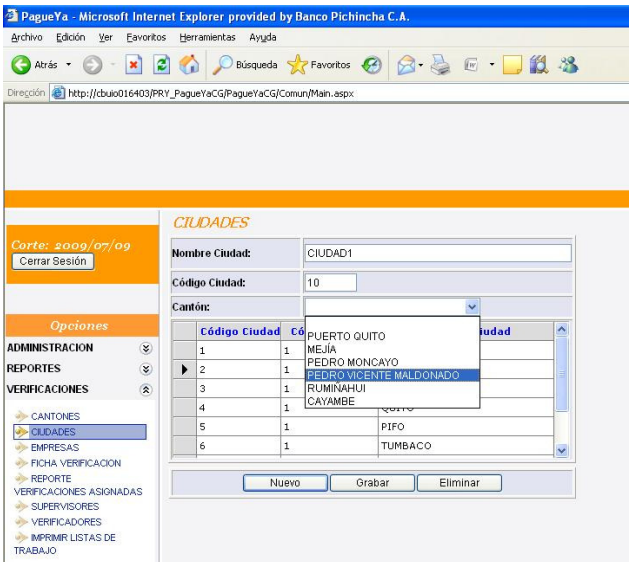 PagueYa - Microsoft Internet Explorer provided by Banco Pichincha C.A.
Archivo Edición Ver Favoritos Herramientas Ayuda
Atrás Búsqueda Favoritos
Dirección http://cbuio016403/PRY_PagueYaCG/PagueYaCG/Comun/Main.aspx
CIUDADES
Corte: 2009/07/09
Cerrar Sesión
Nombre Ciudad: CIUDAD1
Código Ciudad: 10
Cantón:
Opciones
ADMINISTRACION
REPORTES
VERIFICACIONES
CANTONES
CIUDADES
EMPRESAS
FICHA VERIFICACION
REPORTE
VERIFICACIONES ASIGNADAS
SUPERVISORES
VERIFICADORES
IMPRIMIR LISTAS DE
TRABAJO
Código Ciudad Có iudad
1 1
2 1
3 1
4 1 QUITO
5 1 PIFO
6 1 TUMBACO
PUERTO QUITO
MEJÍA
PEDRO MONCAYO
PEDRO VICENTE MALDONADO
RUMIÑAHUI
CAYAMBE
Nuevo Grabar Eliminar